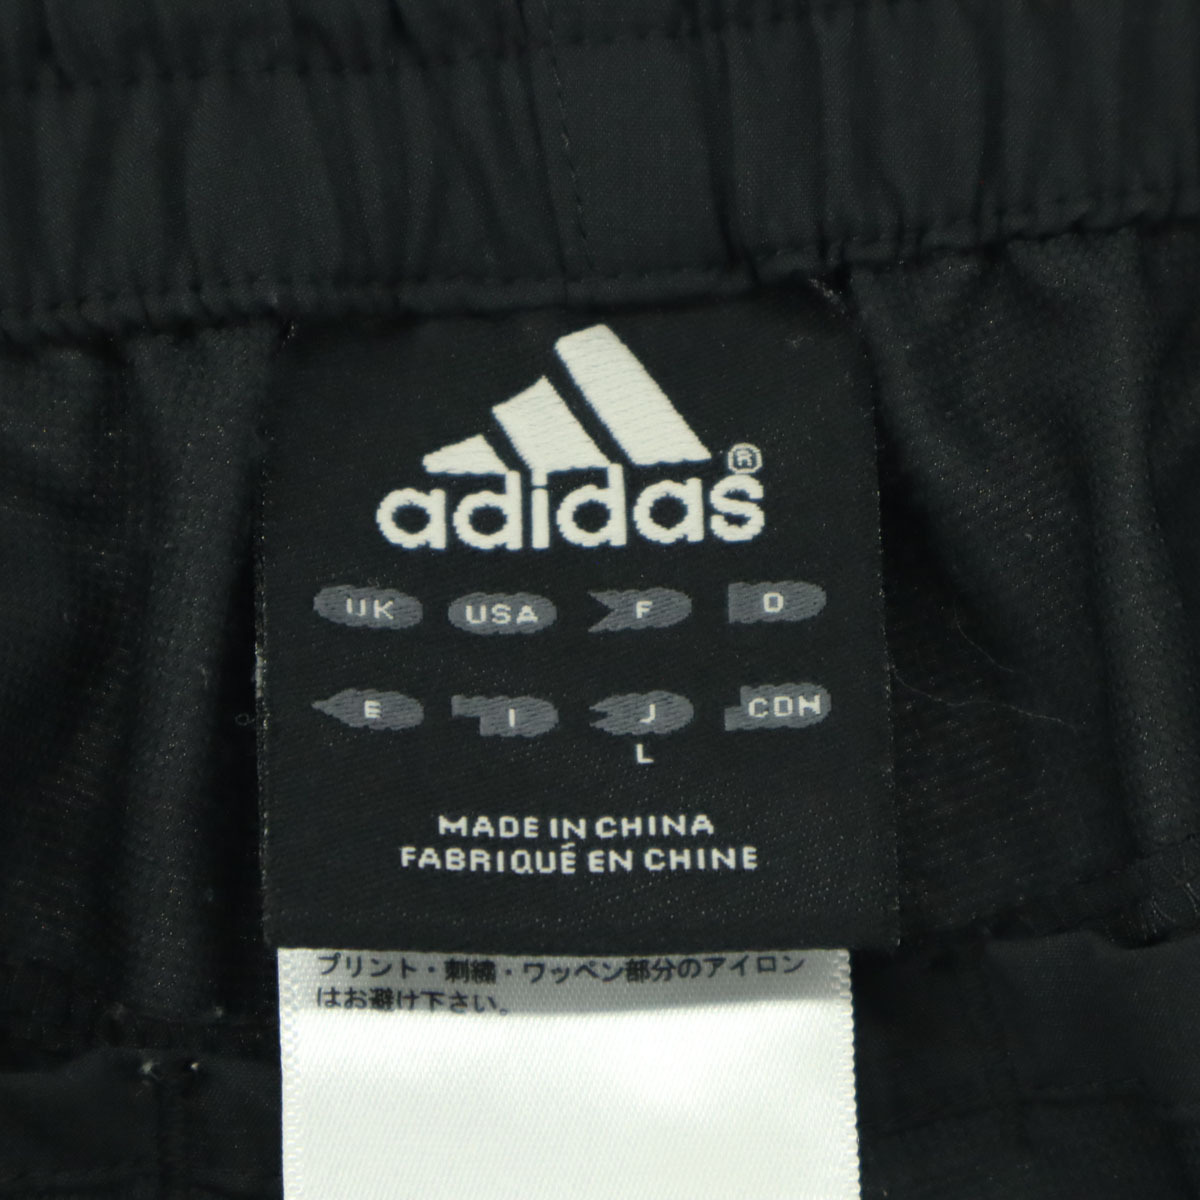 adidas®
UK USA F D
E I J CDN
L
MADE IN CHINA
FABRIQUÉ EN CHINE
プリント・刺繍・ワッペン部分のアイロン
はお避け下さい。